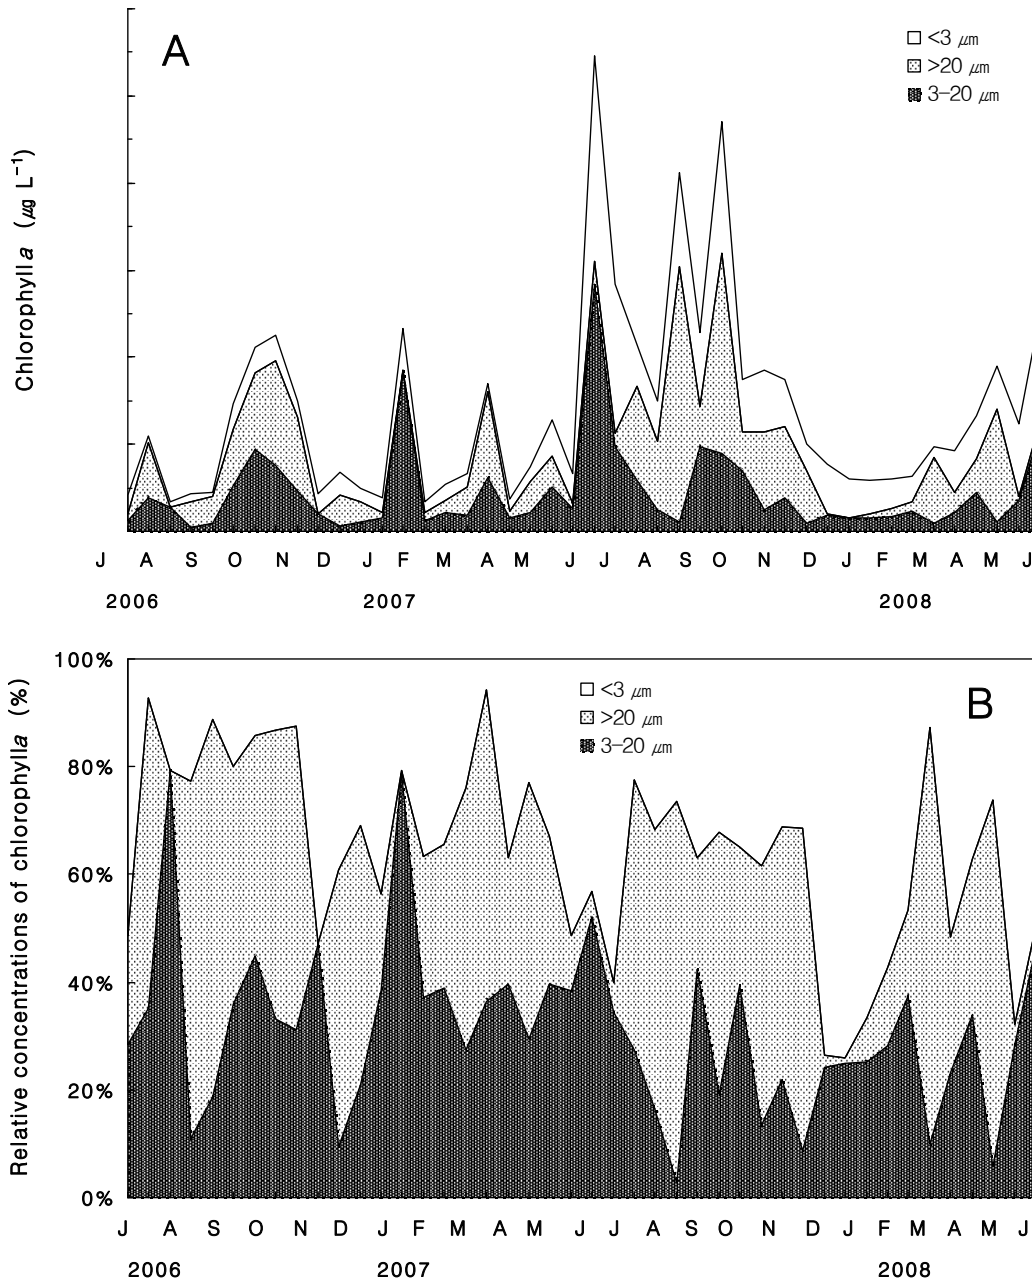 A
<3 μm
>20 μm
3-20 μm
Chlorophyll a (μg L⁻¹)
J A S O N D J F M A M J J A S O N D J F M A M J
2006 2007 2008
100%
80%
60%
40%
20%
0%
<3 μm
>20 μm
3-20 μm
B
Relative concentrations of chlorophyll a (%)
J A S O N D J F M A M J A S O N D J F M A M J
2006 2007 2008